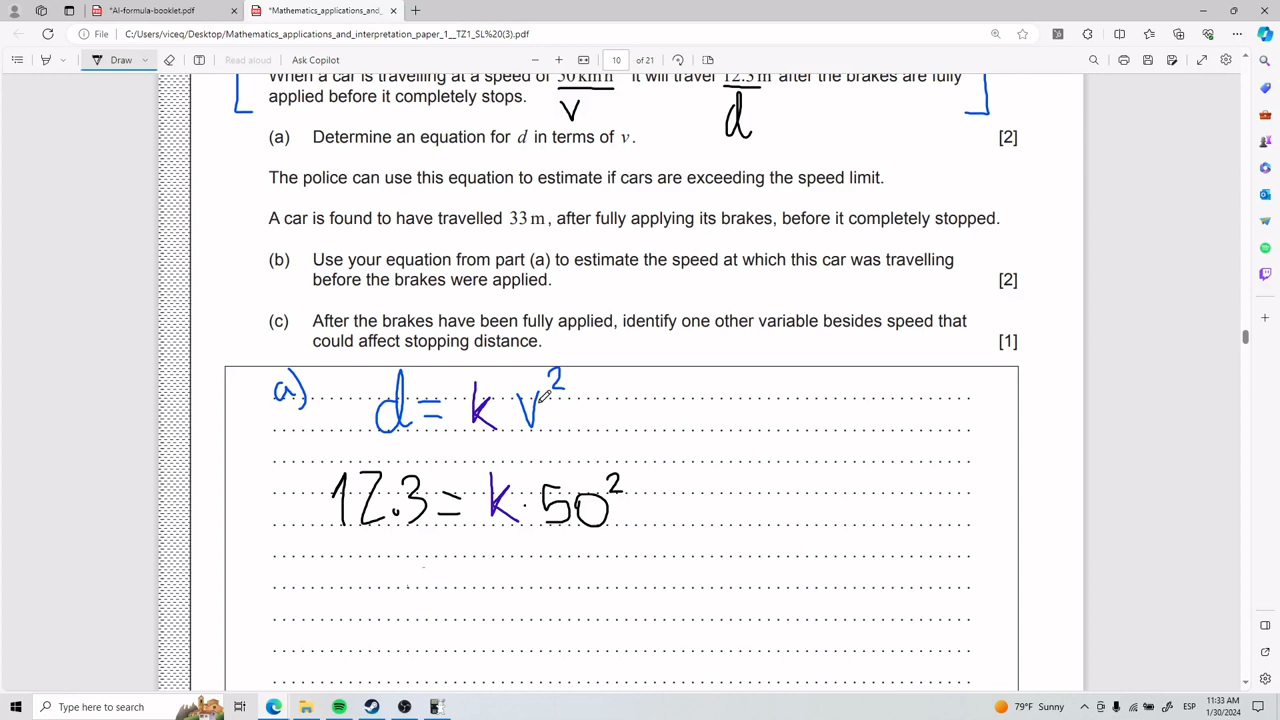 *AI-formula-booklet.pdf
*Mathematics_applications_and_
File
C:/Users/viceq/Desktop/Mathematics_applications_and_interpretation_paper_1__TZ1_SL%20(3).pdf
Draw
Read aloud
Ask Copilot
10
of 21
When a car is travelling at a speed of 50 km h it will travel 12.3 m after the brakes are fully
applied before it completely stops. [2]
v
d
(a) Determine an equation for d in terms of v.
The police can use this equation to estimate if cars are exceeding the speed limit.
A car is found to have travelled 33 m, after fully applying its brakes, before it completely stopped.
(b) Use your equation from part (a) to estimate the speed at which this car was travelling
before the brakes were applied. [2]
(c) After the brakes have been fully applied, identify one other variable besides speed that
could affect stopping distance. [1]
a) d = k v²
12.3 = k · 50²
Type here to search
79°F Sunny
ESP
11:33 AM
1/30/2024